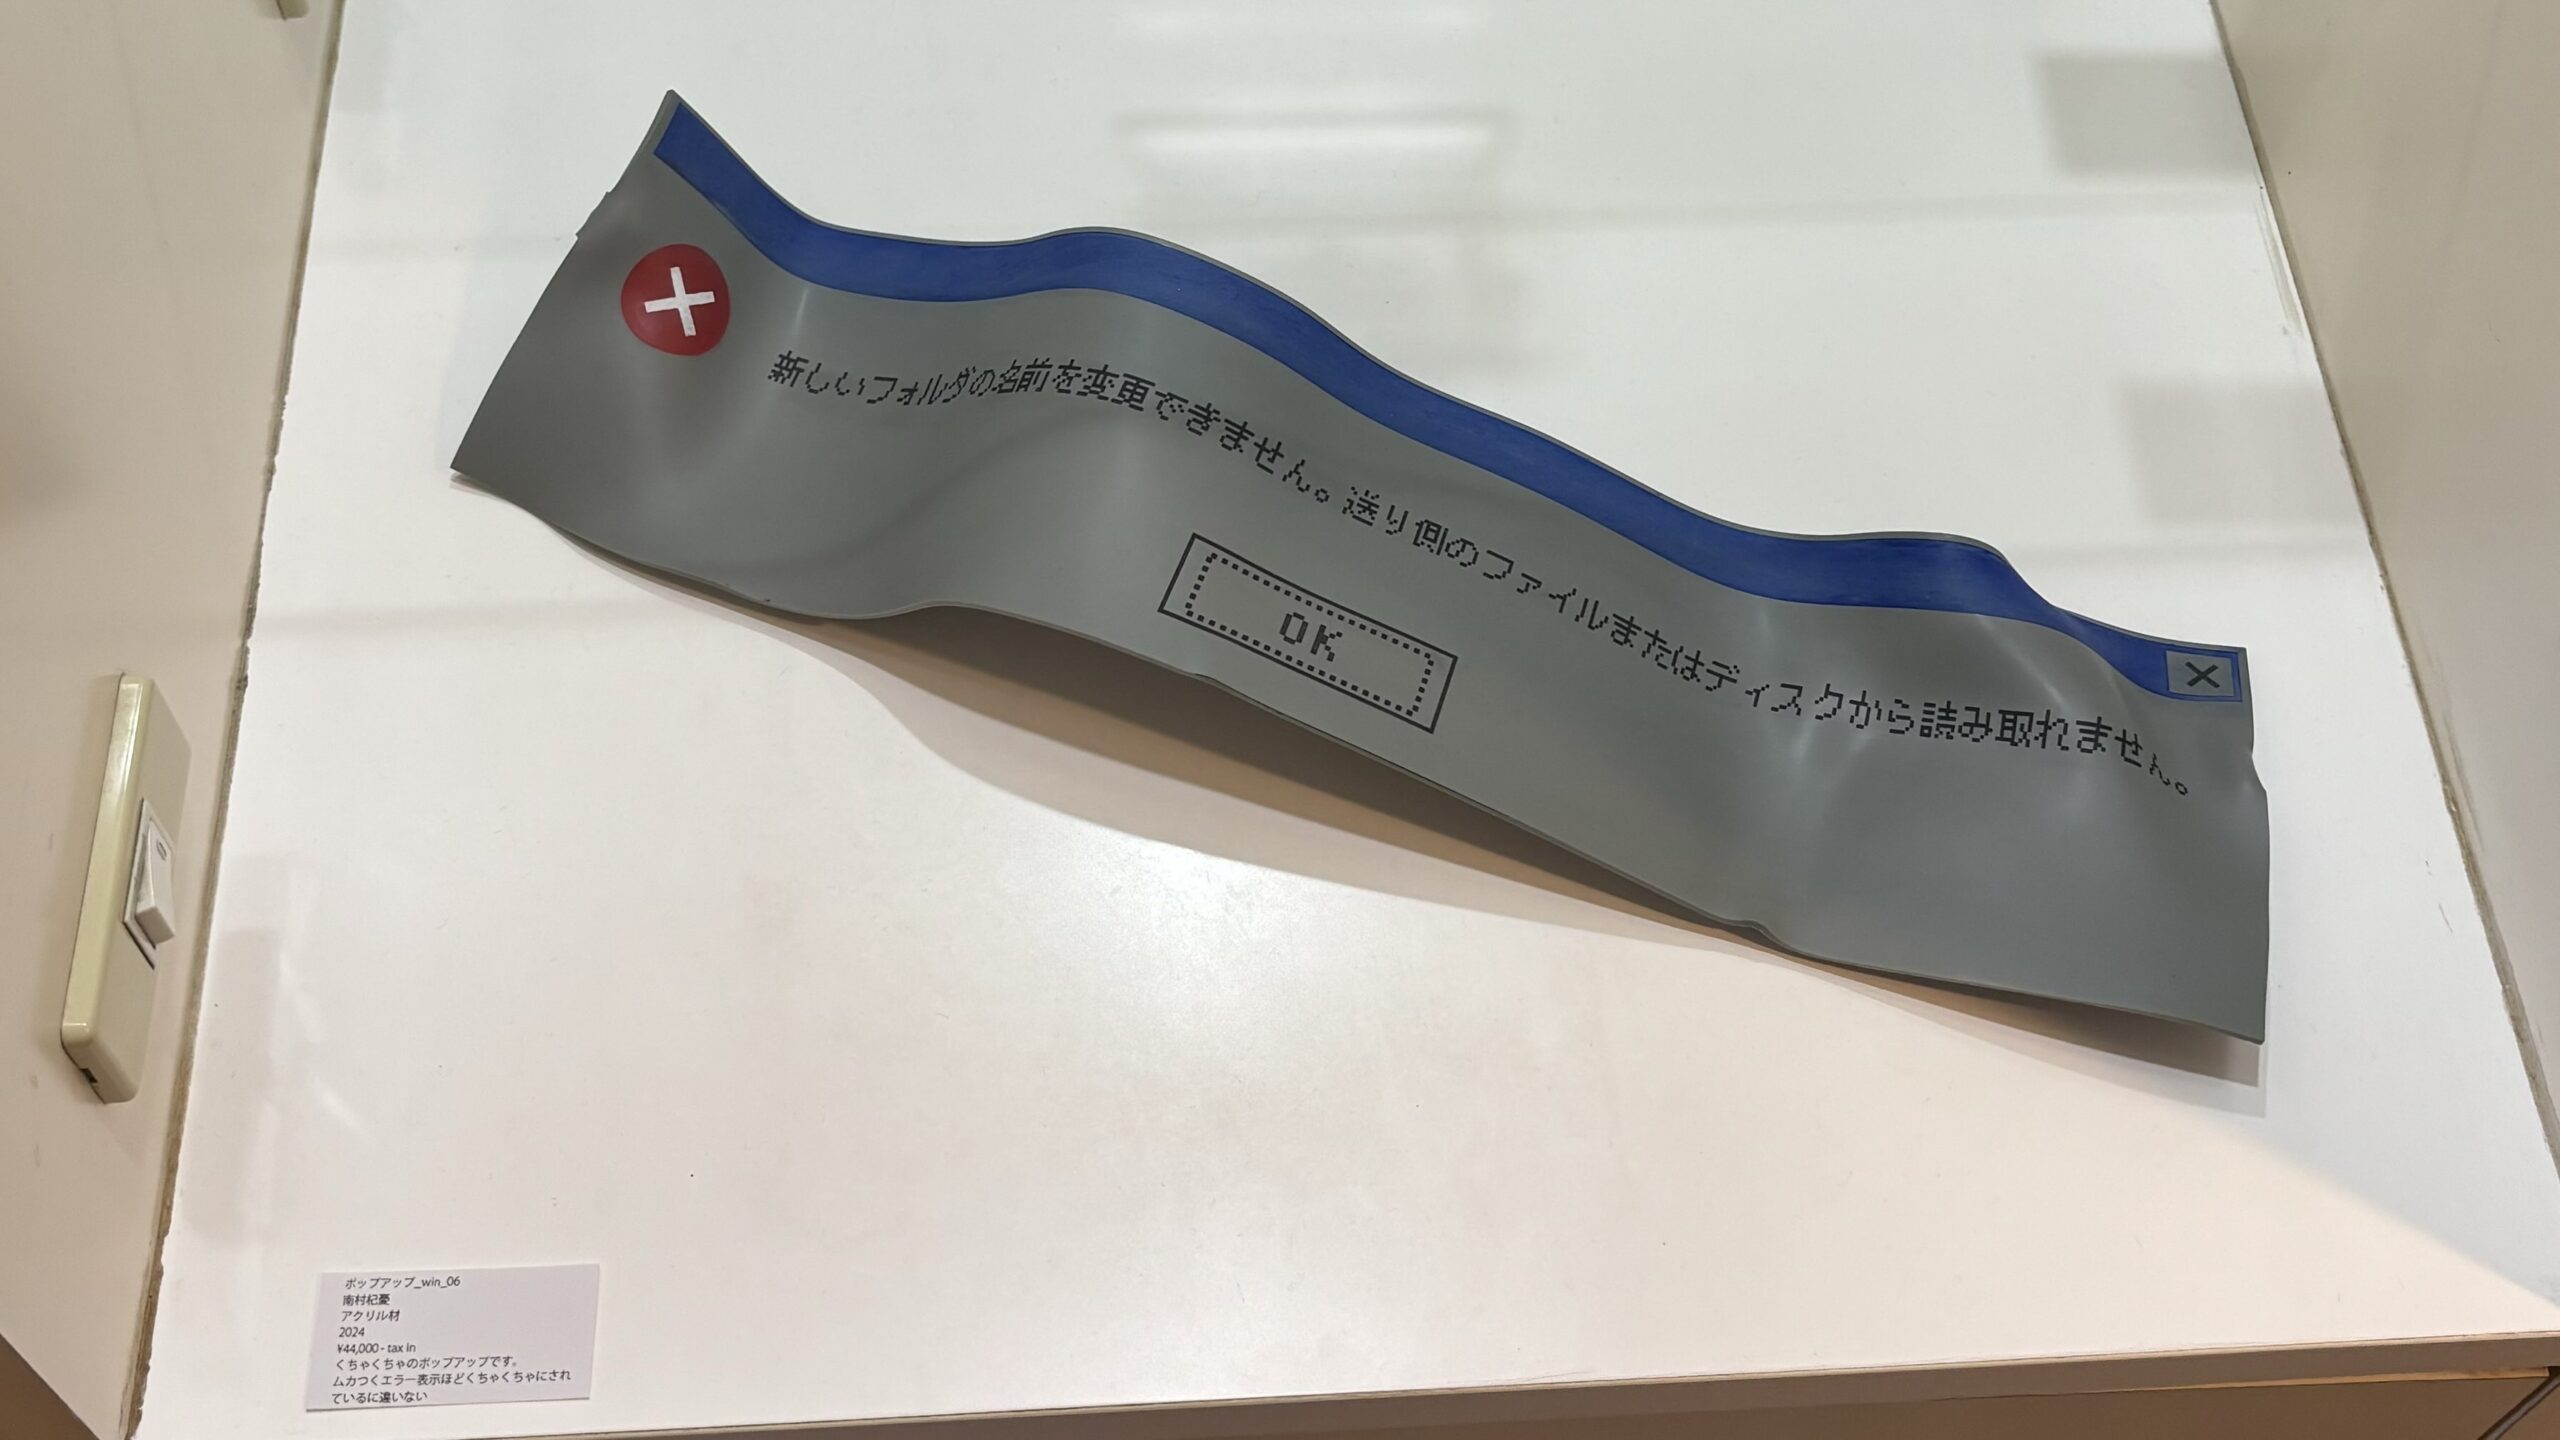 新しいフォルダの名前を変更できません。送り側のファイルまたはディスクから読み取れません。
OK
ポップアップ_win_06
南村杞憂
アクリル材
2024
¥44,000- tax in
くちゃくちゃのポップアップです。
ムカつくエラー表示ほどくちゃくちゃにされ
ているに違いない